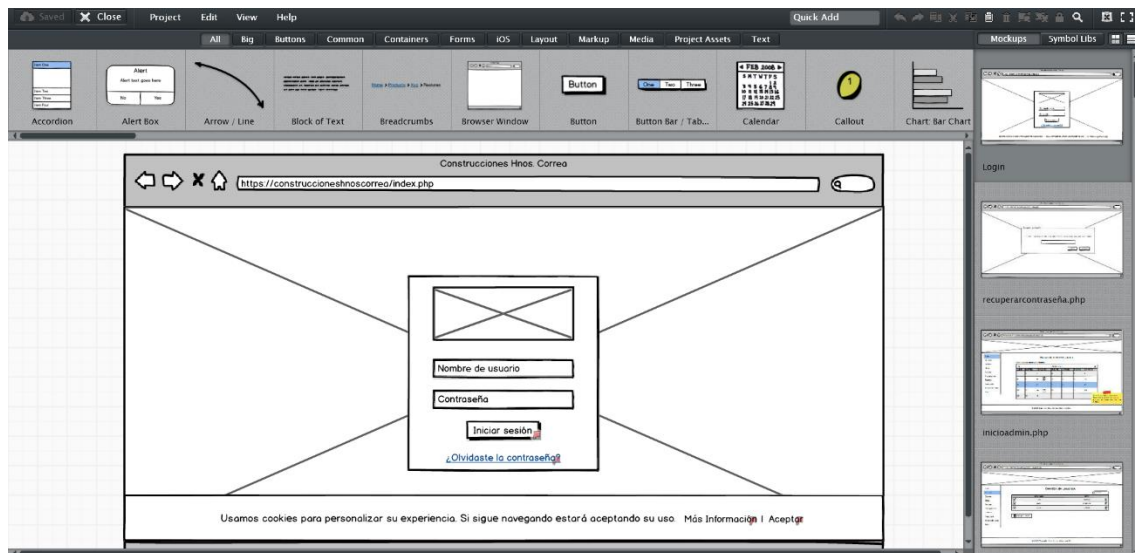 Saved Close Project Edit View Help Quick Add
All Big Buttons Common Containers Forms iOS Layout Markup Media Project Assets Text Mockups Symbol Libs
Alert
Alert text goes here
No Yes
Button
One Two Three
FEB 2008
Accordion Alert Box Arrow / Line Block of Text Breadcrumbs Browser Window Button Button Bar / Tab... Calendar Callout Chart: Bar Chart
Construcciones Hnos. Correa
https://construccioneshnoscorrea/index.php
Nombre de usuario
Contraseña
Iniciar sesión
¿Olvidaste la contraseña?
Usamos cookies para personalizar su experiencia. Si sigue navegando estará aceptando su uso. Más Información | Aceptar
Login
recuperarcontraseña.php
inicioadmin.php